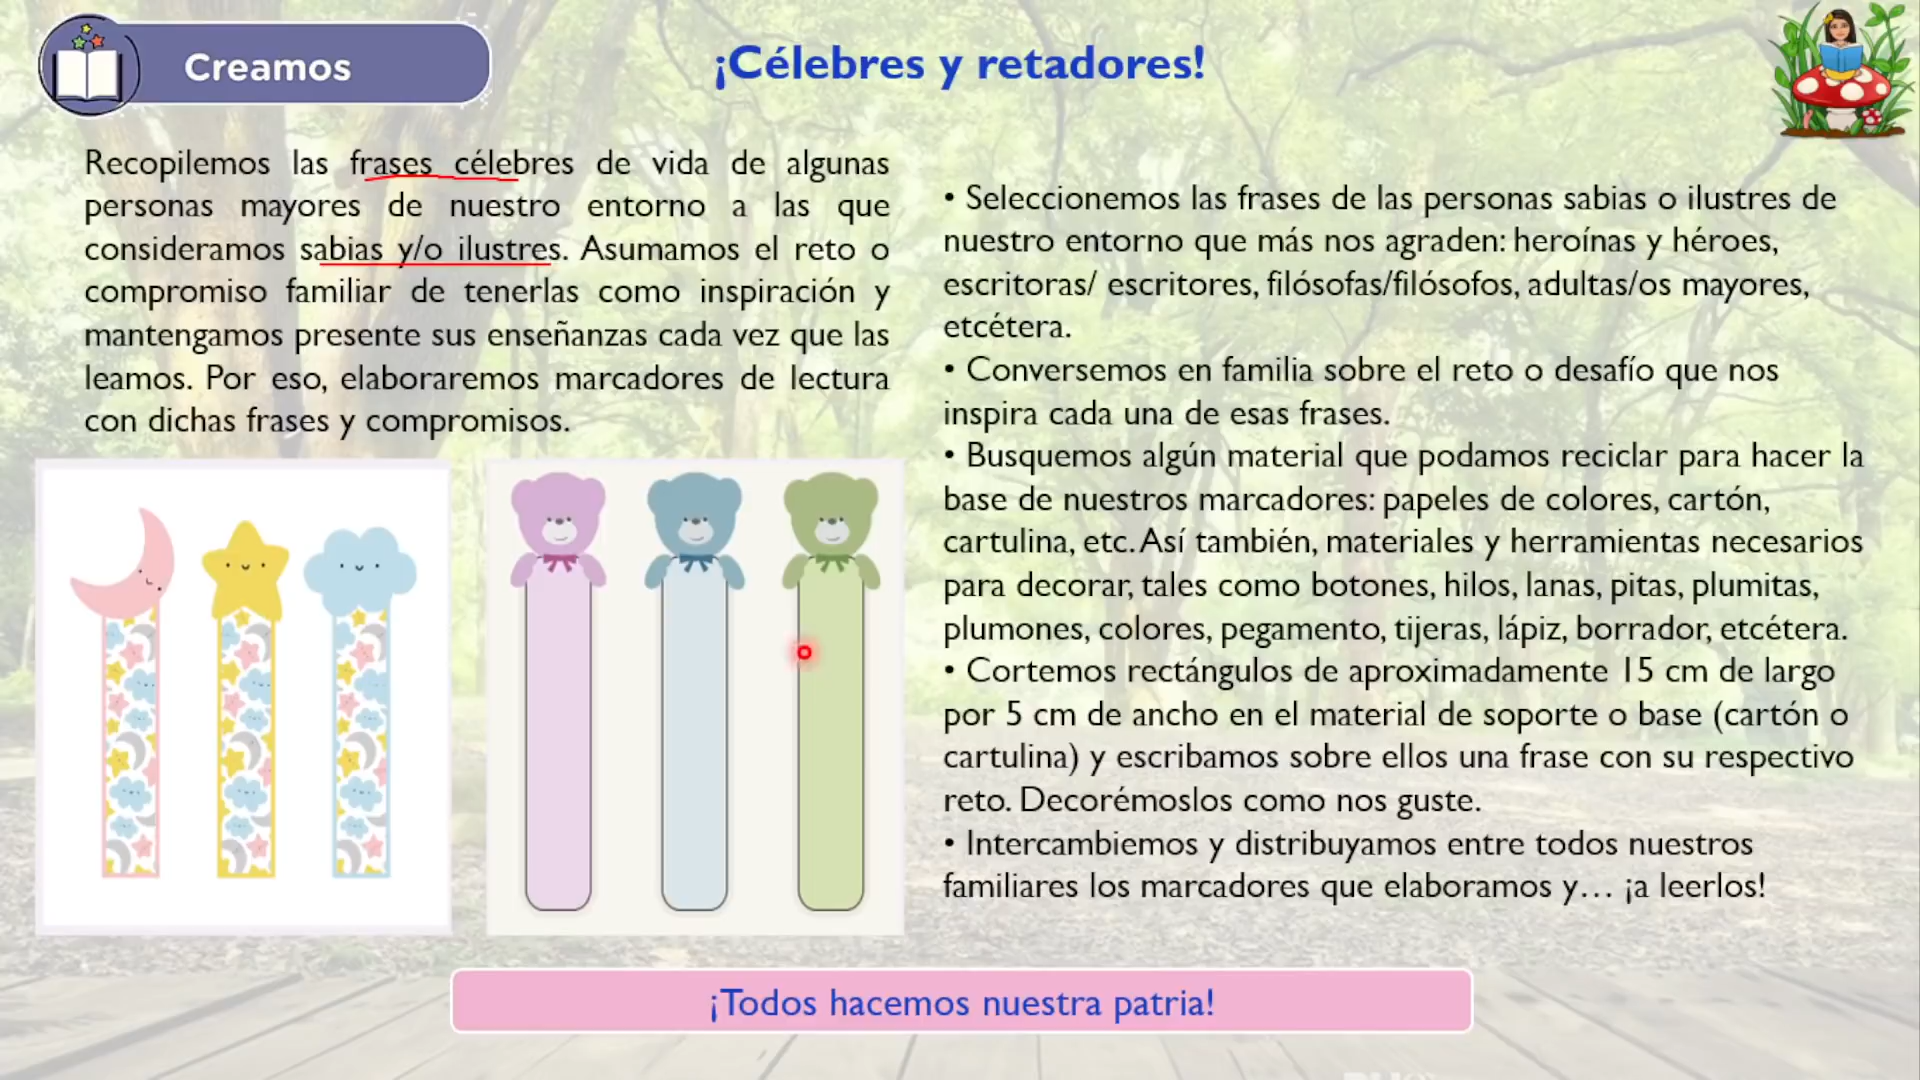 Creamos
¡Célebres y retadores!
Recopilemos las frases célebres de vida de algunas
personas mayores de nuestro entorno a las que
consideramos sabias y/o ilustres. Asumamos el reto o
compromiso familiar de tenerlas como inspiración y
mantengamos presente sus enseñanzas cada vez que las
leamos. Por eso, elaboraremos marcadores de lectura
con dichas frases y compromisos.
• Seleccionemos las frases de las personas sabias o ilustres de
nuestro entorno que más nos agraden: heroínas y héroes,
escritoras/ escritores, filósofas/filósofos, adultas/os mayores,
etcétera.
• Conversemos en familia sobre el reto o desafío que nos
inspira cada una de esas frases.
• Busquemos algún material que podamos reciclar para hacer la
base de nuestros marcadores: papeles de colores, cartón,
cartulina, etc. Así también, materiales y herramientas necesarios
para decorar, tales como botones, hilos, lanas, pitas, plumitas,
plumones, colores, pegamento, tijeras, lápiz, borrador, etcétera.
• Cortemos rectángulos de aproximadamente 15 cm de largo
por 5 cm de ancho en el material de soporte o base (cartón o
cartulina) y escribamos sobre ellos una frase con su respectivo
reto. Decorémoslos como nos guste.
• Intercambiemos y distribuyamos entre todos nuestros
familiares los marcadores que elaboramos y… ¡a leerlos!
¡Todos hacemos nuestra patria!